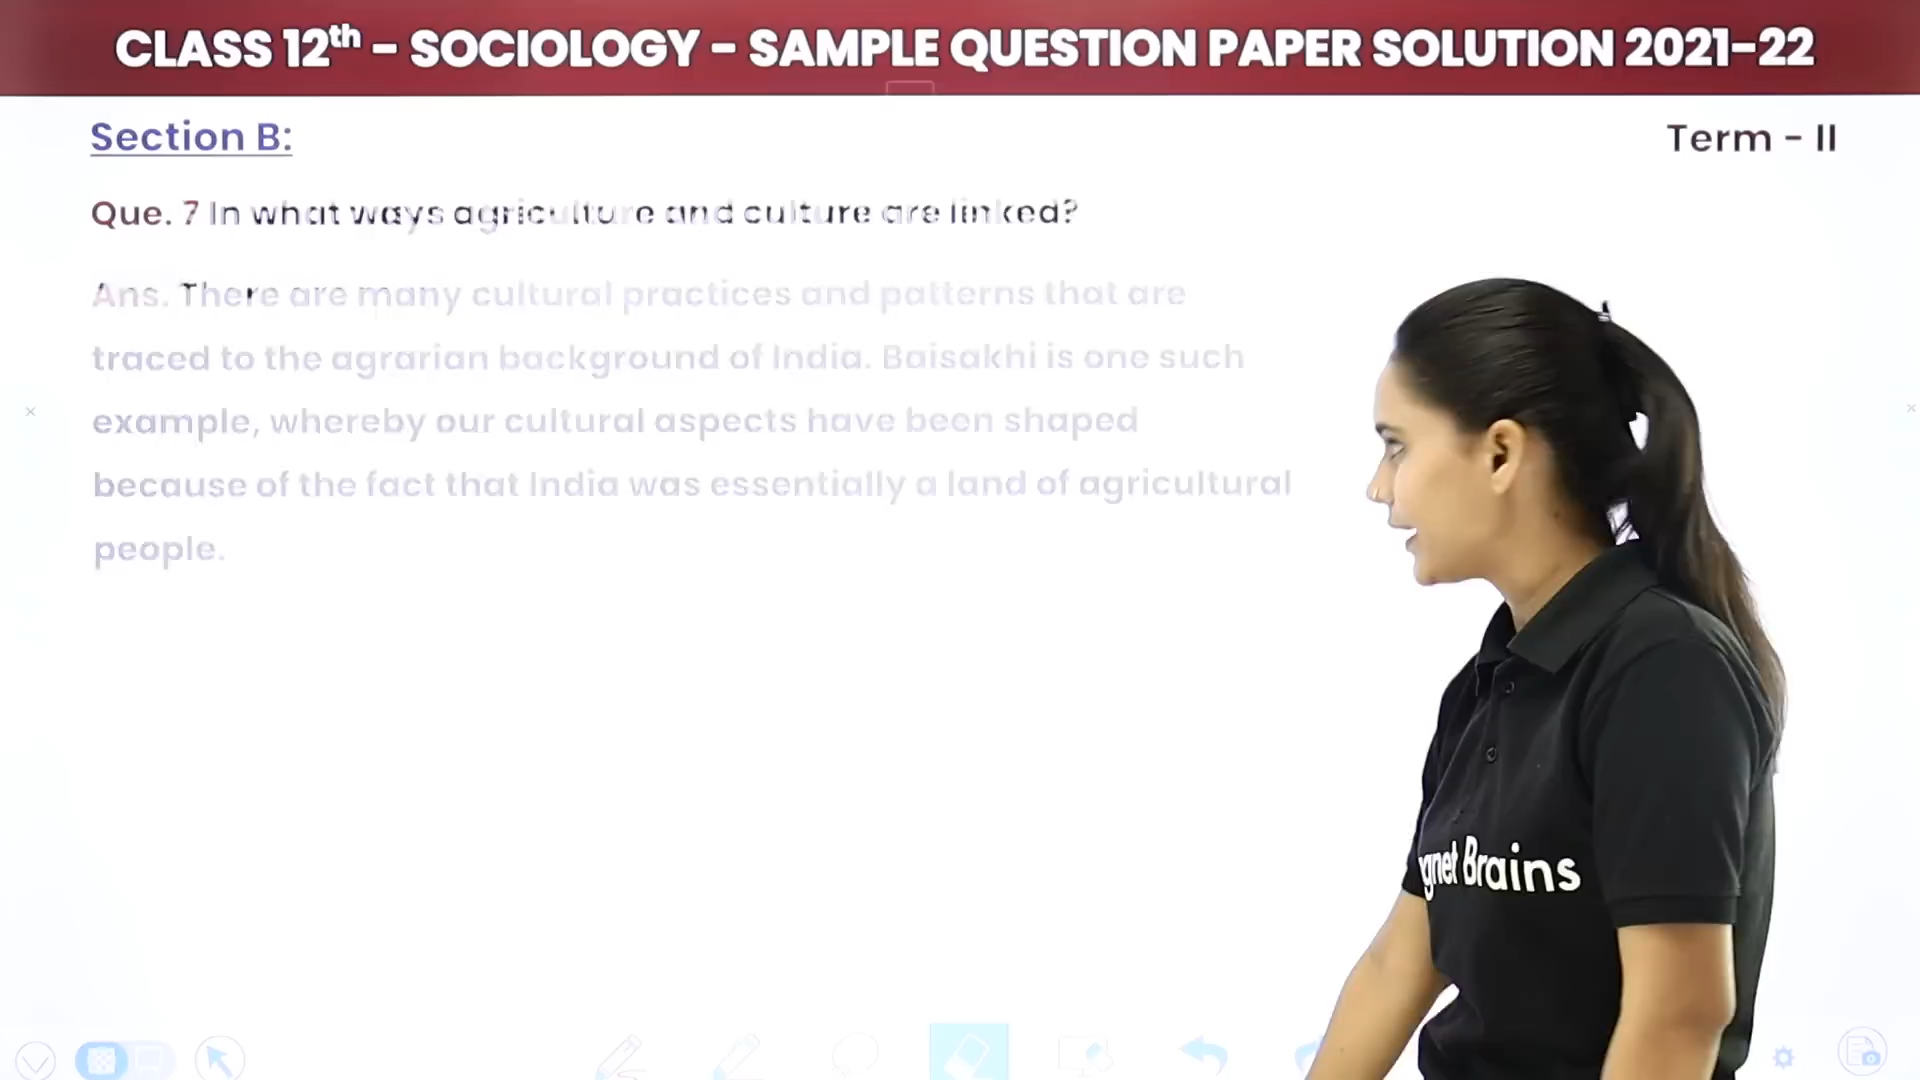 CLASS 12th - SOCIOLOGY - SAMPLE QUESTION PAPER SOLUTION 2021-22
Section B:
Term - II
Que. 7 In what ways agriculture and culture are linked?
Ans. There are many cultural practices and patterns that are
traced to the agrarian background of India. Baisakhi is one such
example, whereby our cultural aspects have been shaped
because of the fact that India was essentially a land of agricultural
people.
gnet Brains